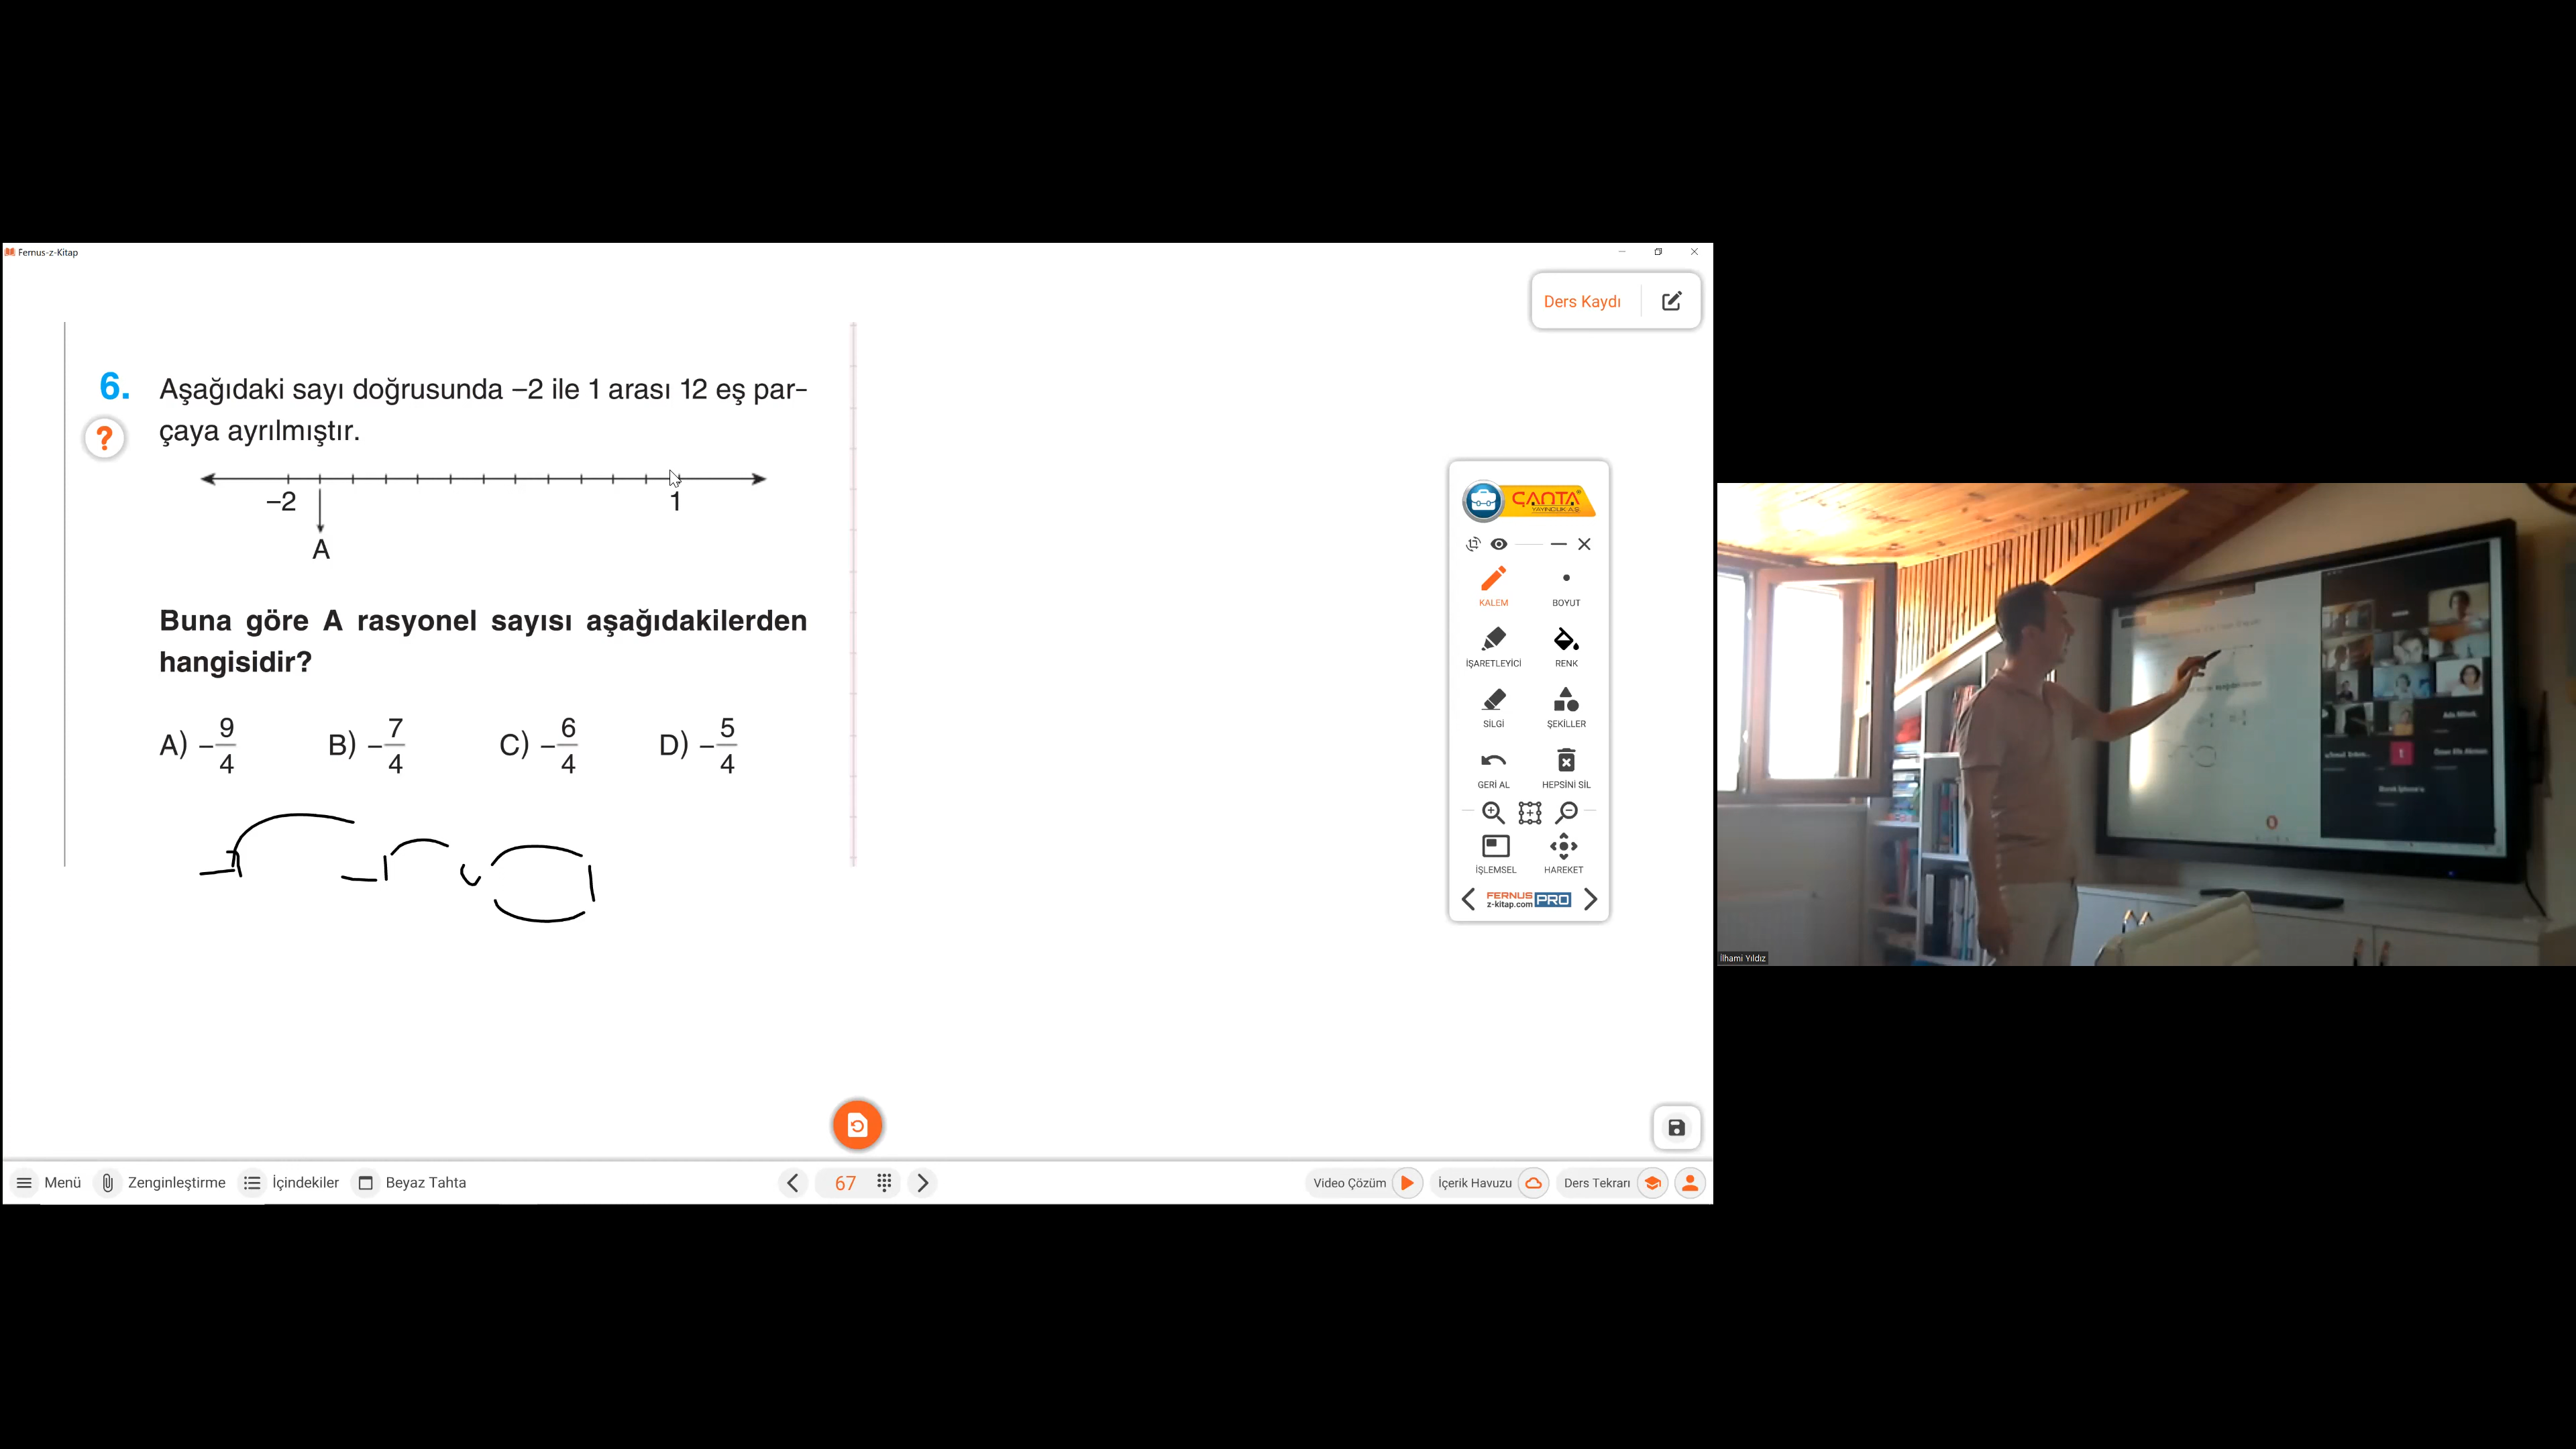 Fernus-z-Kitap
Ders Kaydı
6. Aşağıdaki sayı doğrusunda –2 ile 1 arası 12 eş par-
çaya ayrılmıştır.
?
–2 1
A
Buna göre A rasyonel sayısı aşağıdakilerden
hangisidir?
A) –9/4 B) –7/4 C) –6/4 D) –5/4
ÇANTA
YAYINCILIK A.Ş.
KALEM BOYUT
İŞARETLEYİCİ RENK
SİLGİ ŞEKİLLER
GERİ AL HEPSİNİ SİL
İŞLEMSEL HAREKET
FERNUS PRO
z-kitap.com
İlhami Yıldız
Menü Zenginleştirme İçindekiler Beyaz Tahta 67 Video Çözüm İçerik Havuzu Ders Tekrarı